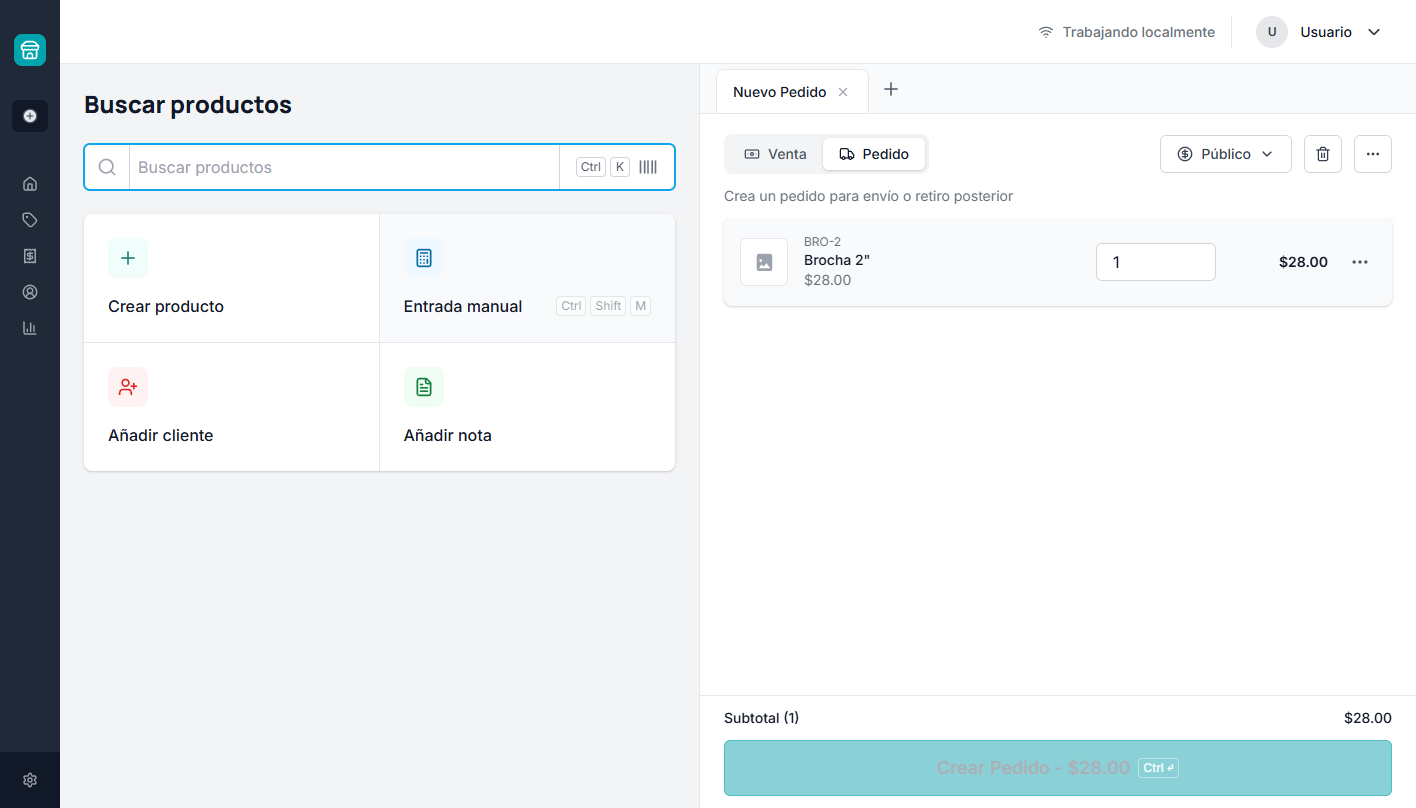 Trabajando localmente
U
Usuario
Buscar productos
Buscar productos
Ctrl K
Crear producto
Entrada manual
Ctrl Shift M
Añadir cliente
Añadir nota
Nuevo Pedido
Venta
Pedido
Público
Crea un pedido para envío o retiro posterior
BRO-2
Brocha 2"
$28.00
1
$28.00
Subtotal (1)
$28.00
Crear Pedido - $28.00 Ctrl ↵